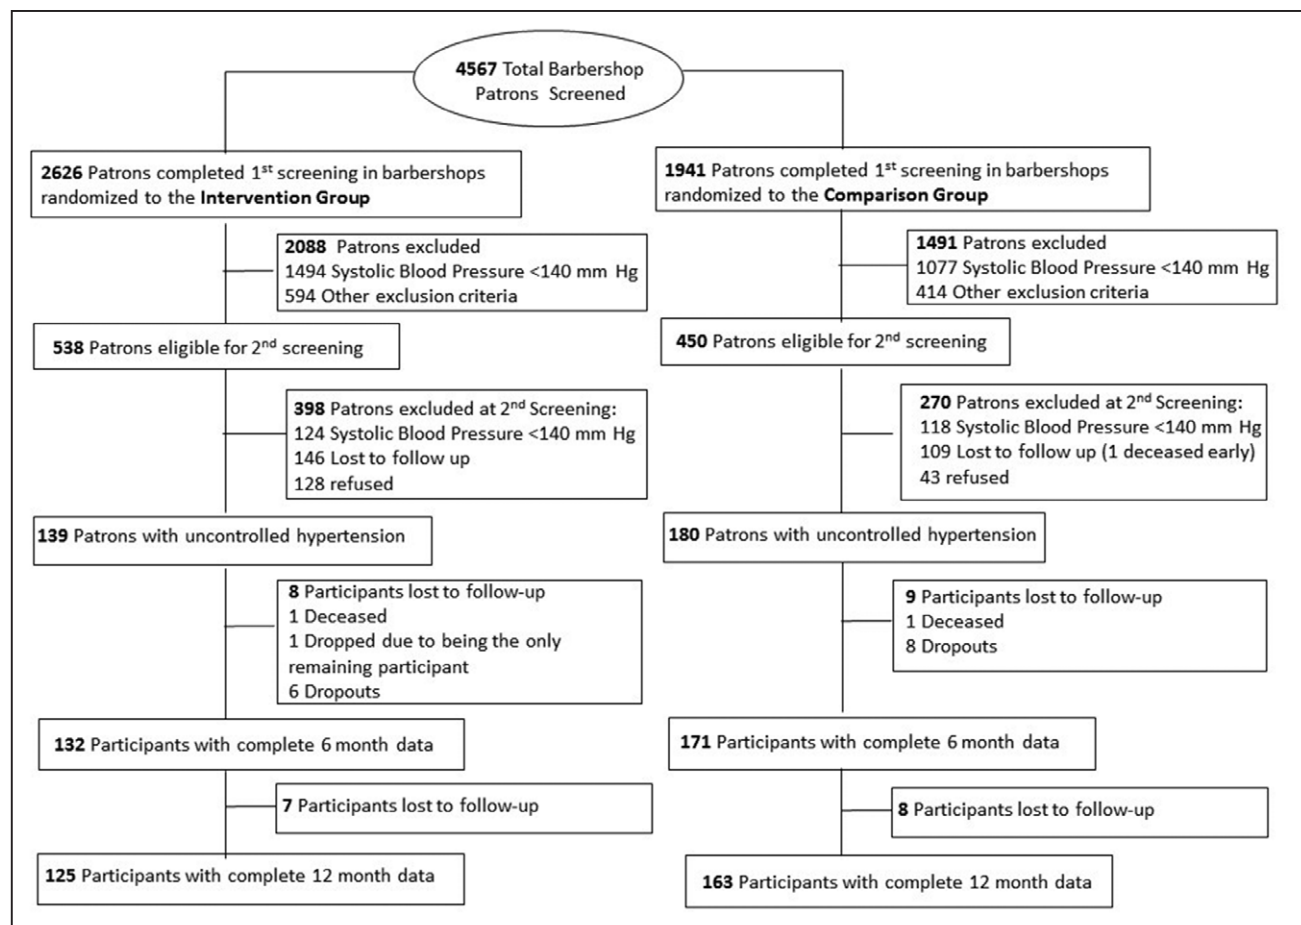 4567 Total Barbershop
Patrons Screened
2626 Patrons completed 1st screening in barbershops
randomized to the Intervention Group
1941 Patrons completed 1st screening in barbershops
randomized to the Comparison Group
2088 Patrons excluded
1494 Systolic Blood Pressure <140 mm Hg
594 Other exclusion criteria
1491 Patrons excluded
1077 Systolic Blood Pressure <140 mm Hg
414 Other exclusion criteria
538 Patrons eligible for 2nd screening
450 Patrons eligible for 2nd screening
398 Patrons excluded at 2nd Screening:
124 Systolic Blood Pressure <140 mm Hg
146 Lost to follow up
128 refused
270 Patrons excluded at 2nd Screening:
118 Systolic Blood Pressure <140 mm Hg
109 Lost to follow up (1 deceased early)
43 refused
139 Patrons with uncontrolled hypertension
180 Patrons with uncontrolled hypertension
8 Participants lost to follow-up
1 Deceased
1 Dropped due to being the only
remaining participant
6 Dropouts
9 Participants lost to follow-up
1 Deceased
8 Dropouts
132 Participants with complete 6 month data
171 Participants with complete 6 month data
7 Participants lost to follow-up
8 Participants lost to follow-up
125 Participants with complete 12 month data
163 Participants with complete 12 month data